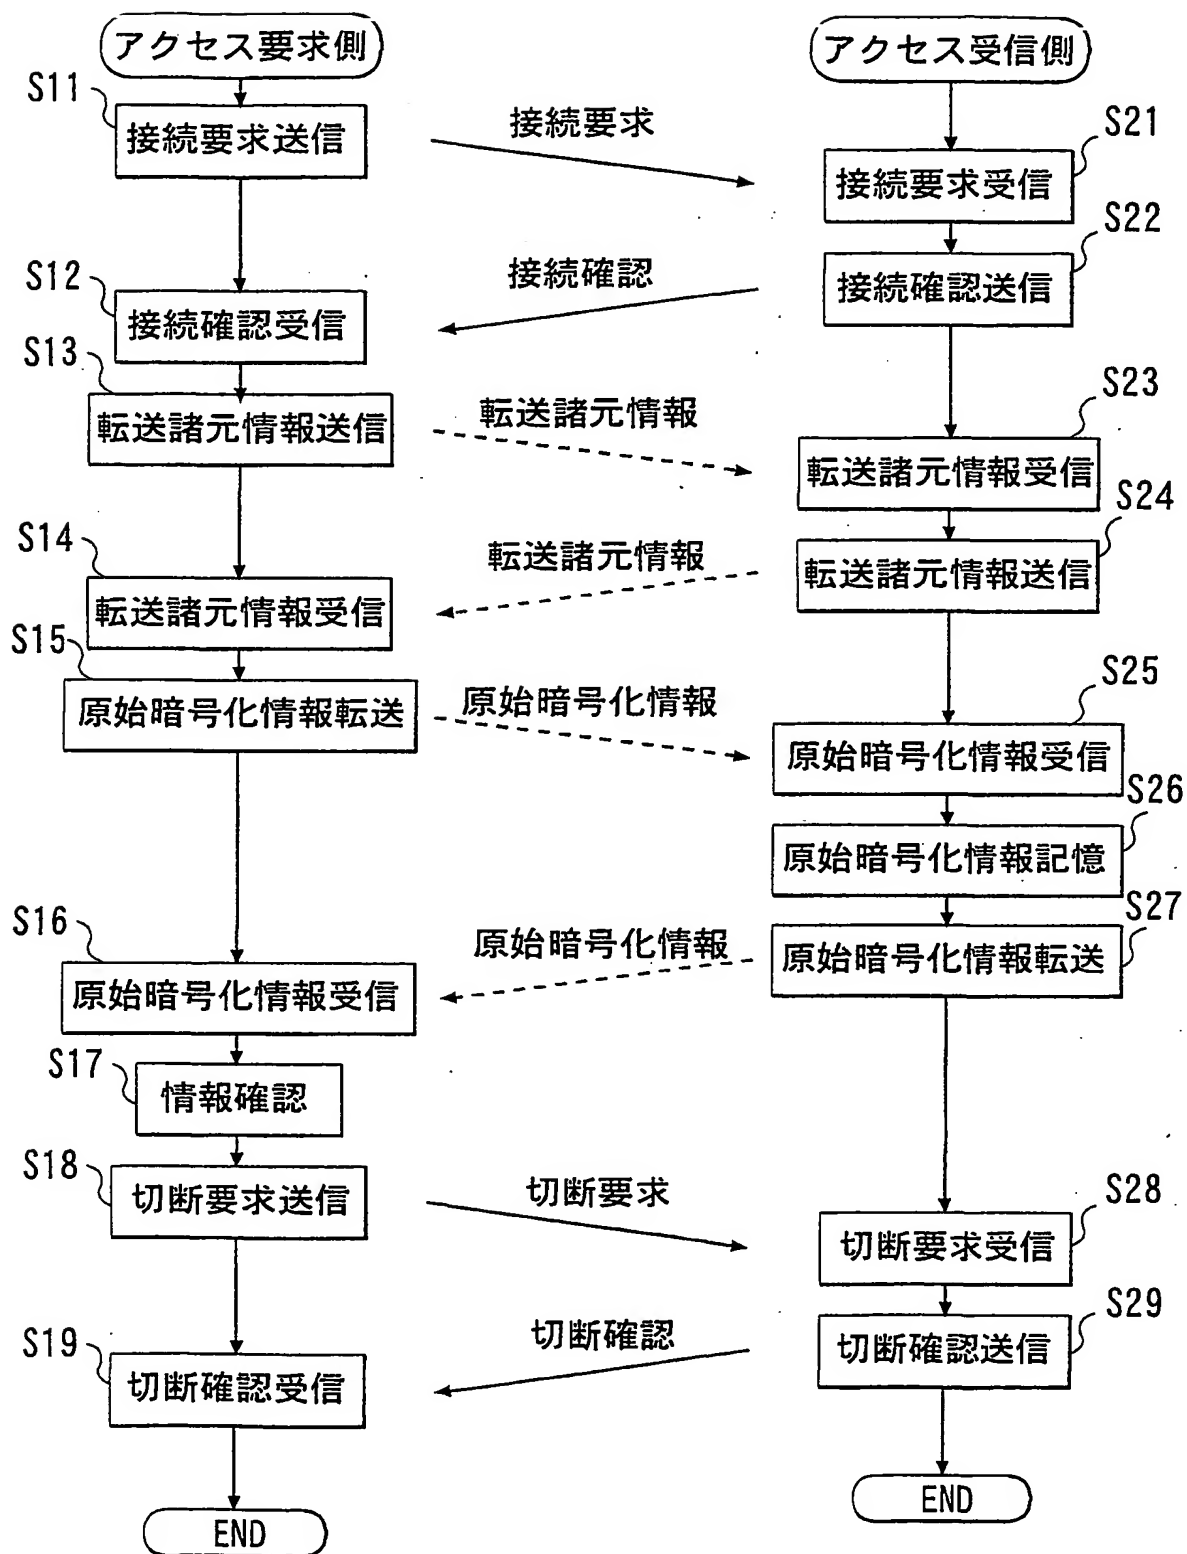 アクセス要求側
アクセス受信側
S11
接続要求送信
接続要求
S21
接続要求受信
S22
接続確認送信
接続確認
S12
接続確認受信
S13
転送諸元情報送信
転送諸元情報
S23
転送諸元情報受信
S24
転送諸元情報送信
転送諸元情報
S14
転送諸元情報受信
S15
原始暗号化情報転送
原始暗号化情報
S25
原始暗号化情報受信
S26
原始暗号化情報記憶
S27
原始暗号化情報転送
原始暗号化情報
S16
原始暗号化情報受信
S17
情報確認
S18
切断要求送信
切断要求
S28
切断要求受信
S29
切断確認送信
切断確認
S19
切断確認受信
END
END